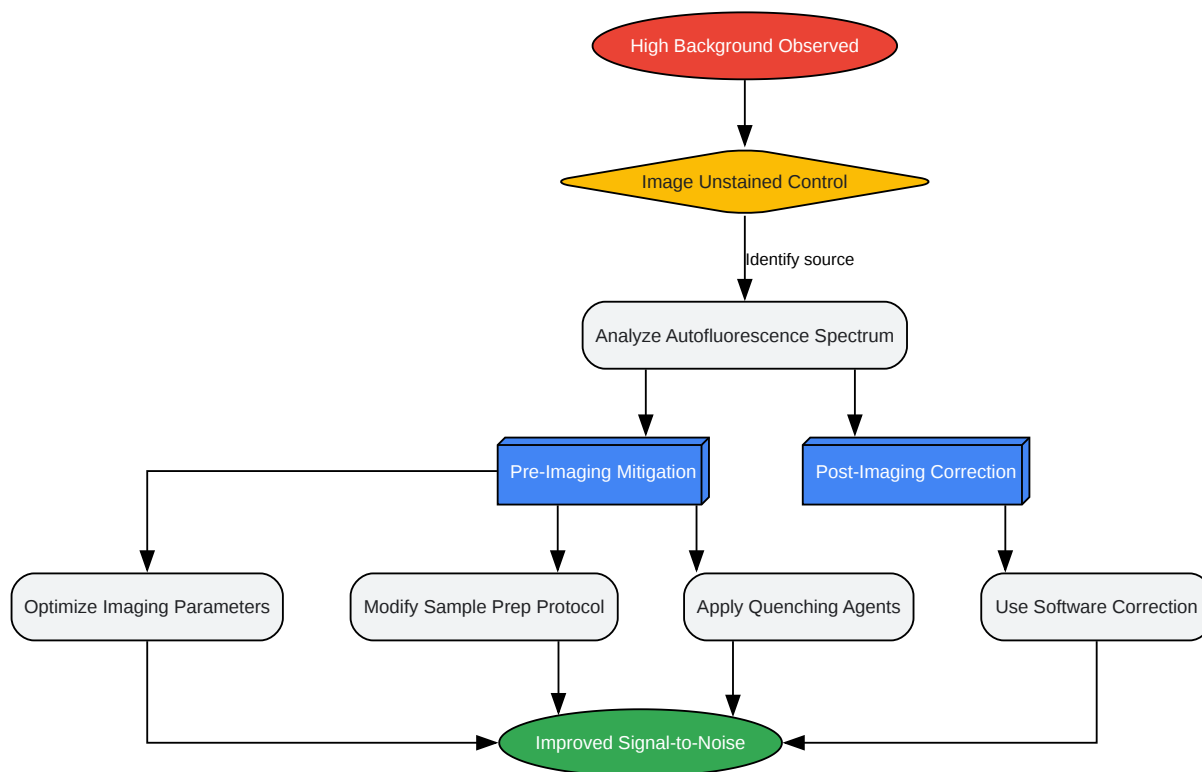 High Background Observed
Image Unstained Control
Identify source
Analyze Autofluorescence Spectrum
Pre-Imaging Mitigation
Post-Imaging Correction
Optimize Imaging Parameters
Modify Sample Prep Protocol
Apply Quenching Agents
Use Software Correction
Improved Signal-to-Noise